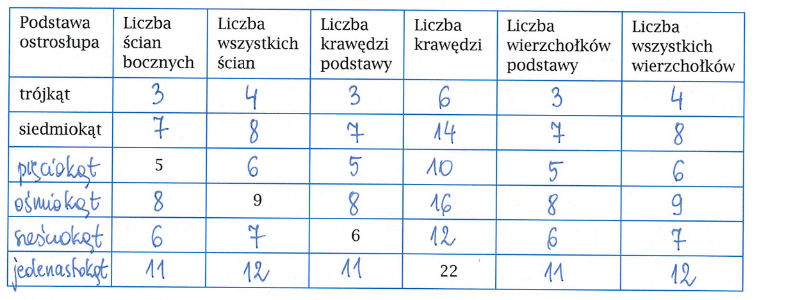 Podstawa ostrosłupa Liczba ścian bocznych Liczba wszystkich ścian Liczba krawędzi podstawy Liczba krawędzi Liczba wierzchołków podstawy Liczba wszystkich wierzchołków
trójkąt 3 4 3 6 3 4
siedmiokąt 7 8 7 14 7 8
pięciokąt 5 6 5 10 5 6
ośmiokąt 8 9 8 16 8 9
sześciokąt 6 7 6 12 6 7
jedenastokąt 11 12 11 22 11 12